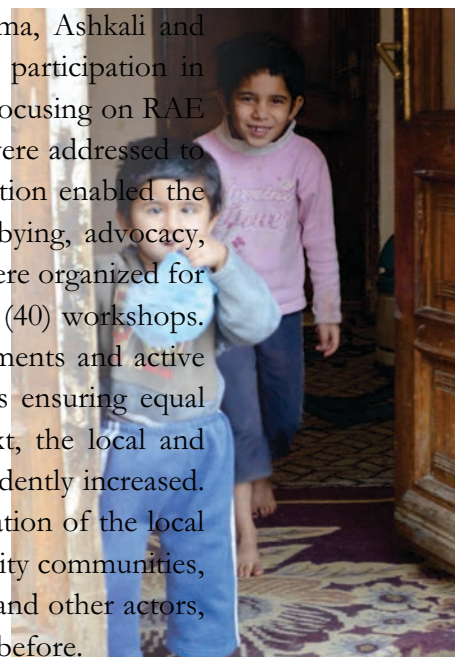 ma, Ashkali and
participation in
ocusing on RAE
vere addressed to
tion enabled the
bying, advocacy,
ere organized for
(40) workshops.
ments and active
s ensuring equal
xt, the local and
dently increased.
ation of the local
ity communities,
and other actors,
before.